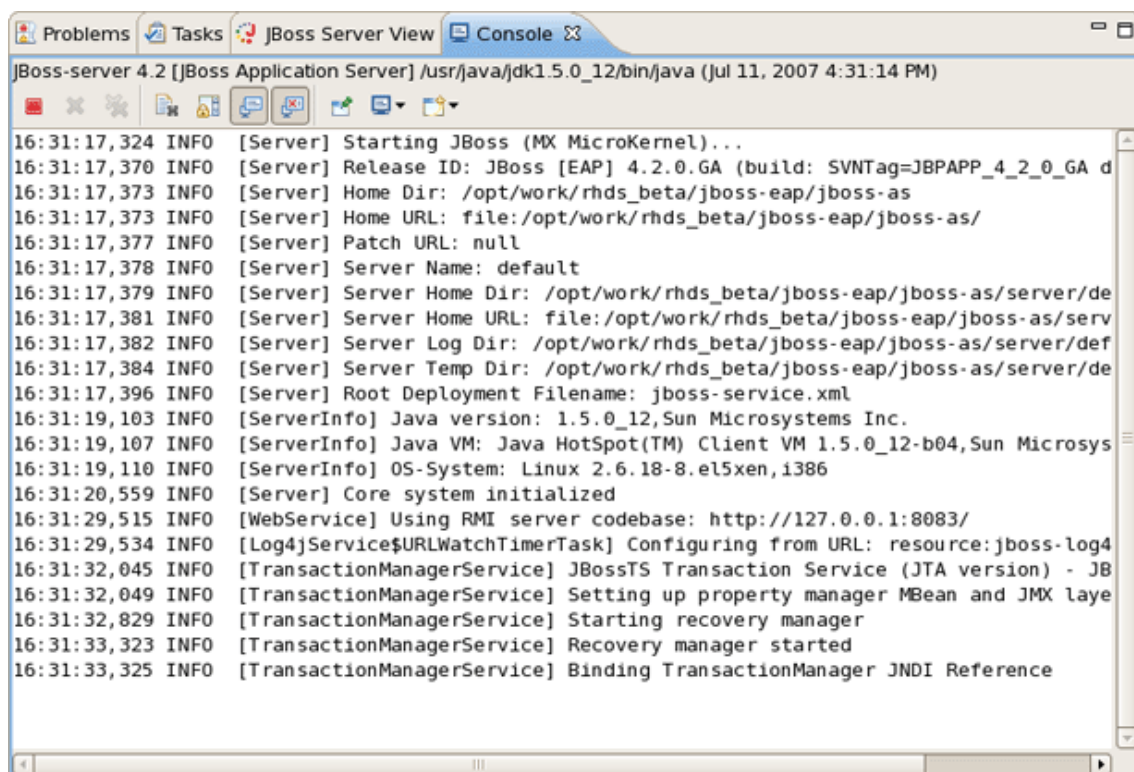 Problems Tasks JBoss Server View Console
JBoss-server 4.2 [JBoss Application Server] /usr/java/jdk1.5.0_12/bin/java (Jul 11, 2007 4:31:14 PM)
16:31:17,324 INFO  [Server] Starting JBoss (MX MicroKernel)...
16:31:17,370 INFO  [Server] Release ID: JBoss [EAP] 4.2.0.GA (build: SVNTag=JBPAPP_4_2_0_GA d
16:31:17,373 INFO  [Server] Home Dir: /opt/work/rhds_beta/jboss-eap/jboss-as
16:31:17,373 INFO  [Server] Home URL: file:/opt/work/rhds_beta/jboss-eap/jboss-as/
16:31:17,377 INFO  [Server] Patch URL: null
16:31:17,378 INFO  [Server] Server Name: default
16:31:17,379 INFO  [Server] Server Home Dir: /opt/work/rhds_beta/jboss-eap/jboss-as/server/de
16:31:17,381 INFO  [Server] Server Home URL: file:/opt/work/rhds_beta/jboss-eap/jboss-as/serv
16:31:17,382 INFO  [Server] Server Log Dir: /opt/work/rhds_beta/jboss-eap/jboss-as/server/def
16:31:17,384 INFO  [Server] Server Temp Dir: /opt/work/rhds_beta/jboss-eap/jboss-as/server/de
16:31:17,396 INFO  [Server] Root Deployment Filename: jboss-service.xml
16:31:19,103 INFO  [ServerInfo] Java version: 1.5.0_12,Sun Microsystems Inc.
16:31:19,107 INFO  [ServerInfo] Java VM: Java HotSpot(TM) Client VM 1.5.0_12-b04,Sun Microsys
16:31:19,110 INFO  [ServerInfo] OS-System: Linux 2.6.18-8.el5xen,i386
16:31:20,559 INFO  [Server] Core system initialized
16:31:29,515 INFO  [WebService] Using RMI server codebase: http://127.0.0.1:8083/
16:31:29,534 INFO  [Log4jService$URLWatchTimerTask] Configuring from URL: resource:jboss-log4
16:31:32,045 INFO  [TransactionManagerService] JBossTS Transaction Service (JTA version) - JB
16:31:32,049 INFO  [TransactionManagerService] Setting up property manager MBean and JMX laye
16:31:32,829 INFO  [TransactionManagerService] Starting recovery manager
16:31:33,323 INFO  [TransactionManagerService] Recovery manager started
16:31:33,325 INFO  [TransactionManagerService] Binding TransactionManager JNDI Reference